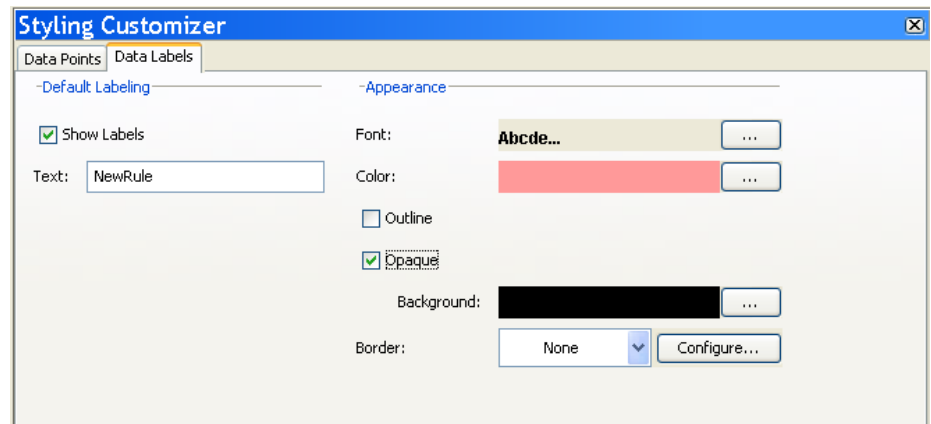 Styling Customizer
Data Points Data Labels
Default Labeling
Show Labels
Text: NewRule
Appearance
Font: Abcde... ...
Color: ...
Outline
Opaque
Background: ...
Border: None Configure...